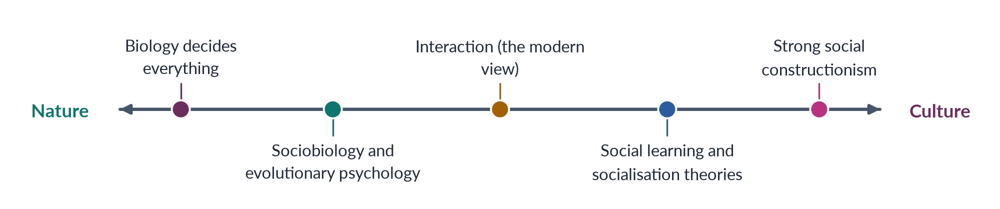 Biology decides
everything
Interaction (the modern
view)
Strong social
constructionism
Nature
Culture
Sociobiology and
evolutionary psychology
Social learning and
socialisation theories